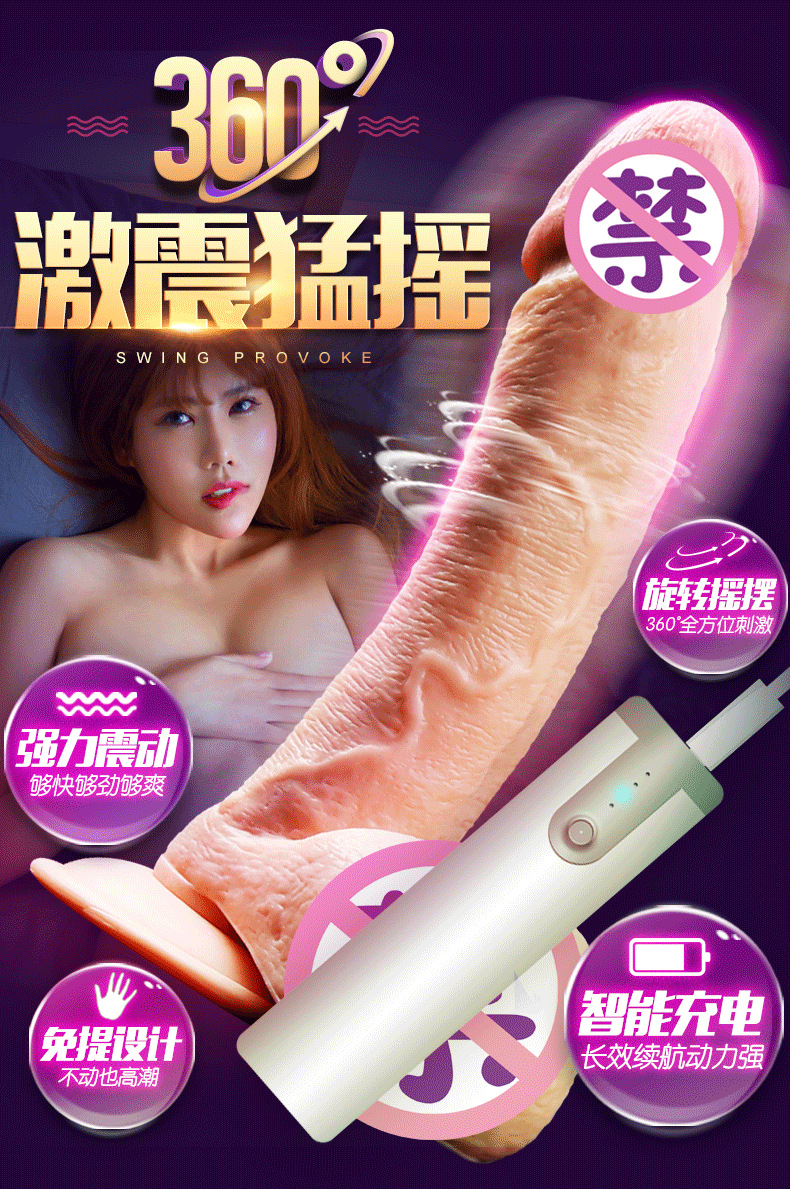 360°
激震猛摇
SWING PROVOKE
禁
旋转摇摆
360°全方位刺激
强力震动
够快够劲够爽
智能充电
长效续航动力强
免提设计
不动也高潮